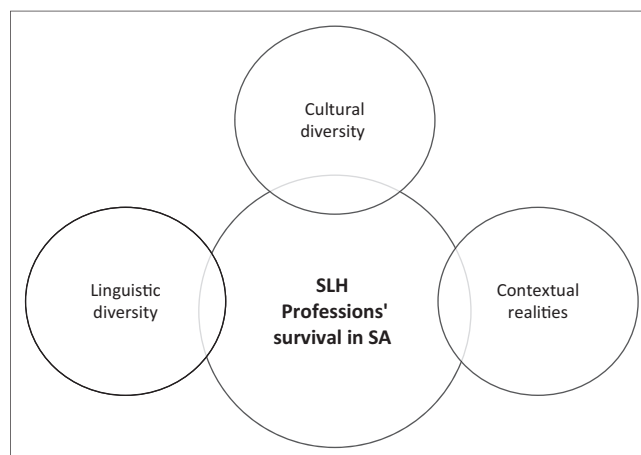 Cultural
diversity
Linguistic
diversity
SLH
Professions'
survival in SA
Contextual
realities